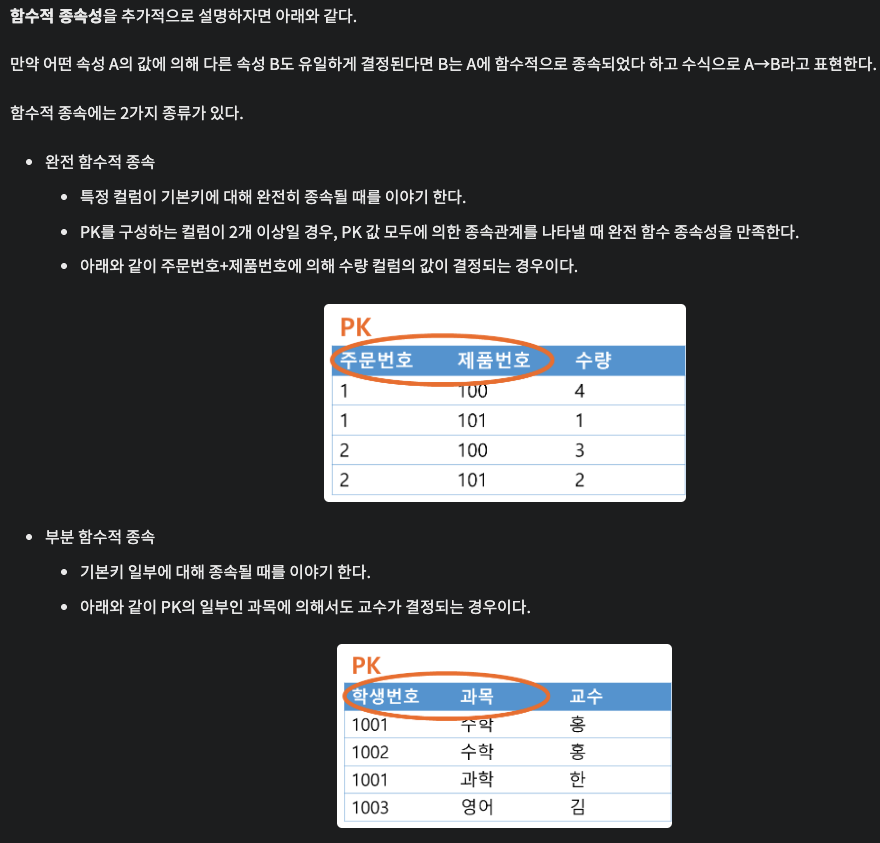 함수적 종속성을 추가적으로 설명하자면 아래와 같다.
만약 어떤 속성 A의 값에 의해 다른 속성 B도 유일하게 결정된다면 B는 A에 함수적으로 종속되었다 하고 수식으로 A→B라고 표현한다.
함수적 종속에는 2가지 종류가 있다.
• 완전 함수적 종속
• 특정 컬럼이 기본키에 대해 완전히 종속될 때를 이야기 한다.
• PK를 구성하는 컬럼이 2개 이상일 경우, PK 값 모두에 의한 종속관계를 나타낼 때 완전 함수 종속성을 만족한다.
• 아래와 같이 주문번호+제품번호에 의해 수량 컬럼의 값이 결정되는 경우이다.
PK
주문번호 제품번호 수량
1 100 4
1 101 1
2 100 3
2 101 2
• 부분 함수적 종속
• 기본키 일부에 대해 종속될 때를 이야기 한다.
• 아래와 같이 PK의 일부인 과목에 의해서도 교수가 결정되는 경우이다.
PK
학생번호 과목 교수
1001 수학 홍
1002 수학 홍
1001 과학 한
1003 영어 김